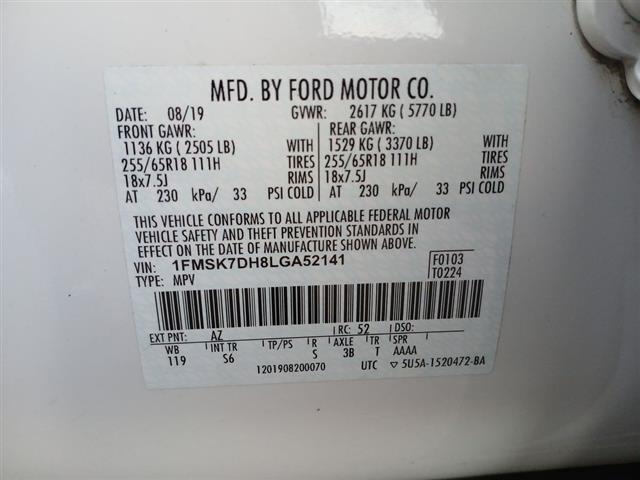 MFD. BY FORD MOTOR CO.
DATE: 08/19 GVWR: 2617 KG ( 5770 LB)
FRONT GAWR: REAR GAWR:
1136 KG ( 2505 LB) WITH 1529 KG ( 3370 LB) WITH
255/65R18 111H TIRES 255/65R18 111H TIRES
18x7.5J RIMS 18x7.5J RIMS
AT 230 kPa/ 33 PSI COLD AT 230 kPa/ 33 PSI COLD
THIS VEHICLE CONFORMS TO ALL APPLICABLE FEDERAL MOTOR
VEHICLE SAFETY AND THEFT PREVENTION STANDARDS IN
EFFECT ON THE DATE OF MANUFACTURE SHOWN ABOVE.
VIN: 1FMSK7DH8LGA52141 F0103
TYPE: MPV T0224
EXT PNT: AZ RC: 52 DSO:
WB INT TR TP/PS R AXLE TR SPR
119 S6 S 3B T AAAA
1201908200070 UTC ▽ 5U5A-1520472-BA